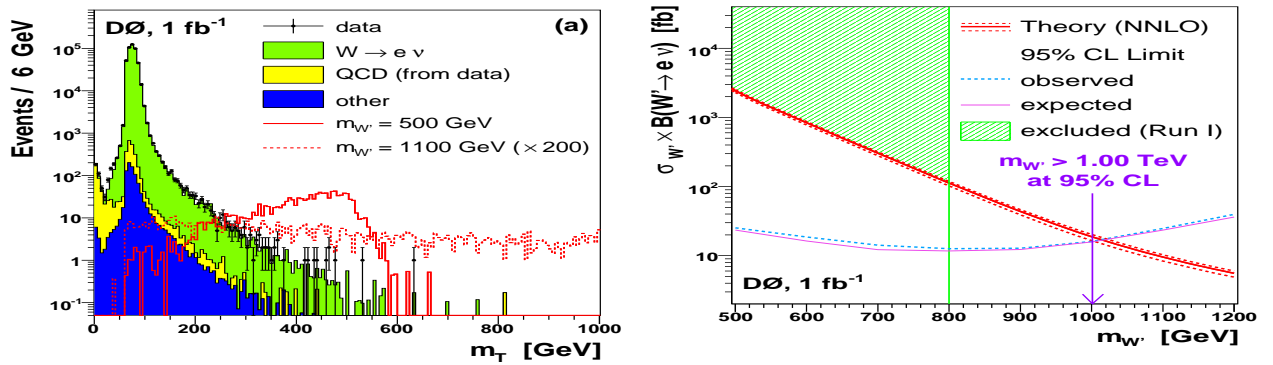 DØ, 1 fb⁻¹
(a)
data
W → e ν
QCD (from data)
other
m_W' = 500 GeV
m_W' = 1100 GeV (× 200)
Events / 6 GeV
10⁵
10⁴
10³
10²
10
1
10⁻¹
0 200 400 600 800 1000
m_T [GeV]
Theory (NNLO)
95% CL Limit
observed
expected
excluded (Run I)
m_W' > 1.00 TeV
at 95% CL
DØ, 1 fb⁻¹
σ_W' × B(W'→ e ν) [fb]
10⁴
10³
10²
10
500 600 700 800 900 1000 1100 1200
m_W' [GeV]